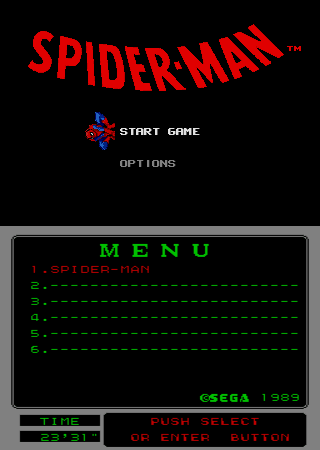 SPIDER-MAN™
START GAME
OPTIONS
MENU
1.SPIDER-MAN
2.-------------------------
3.-------------------------
4.-------------------------
5.-------------------------
6.-------------------------
©SEGA 1989
TIME
23'31"
PUSH SELECT
OR ENTER BUTTON